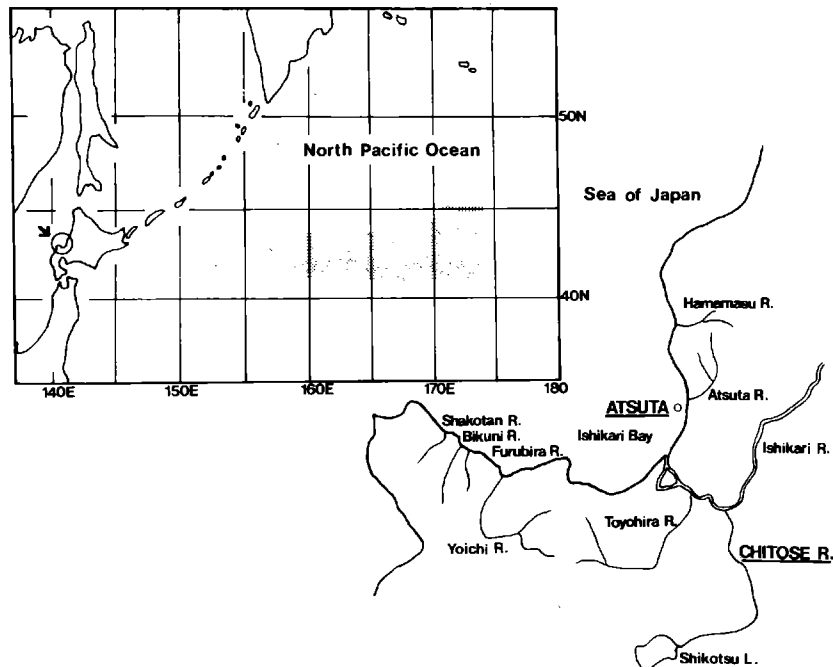 50N
North Pacific Ocean
Sea of Japan
40N
Hamamasu R.
140E
150E
160E
170E
180
ATSUTA
Atsuta R.
Shakotan R.
Bikuni R.
Furubira R.
Ishikari Bay
Ishikari R.
Toyohira R.
Yoichi R.
CHITOSE R.
Shikotsu L.